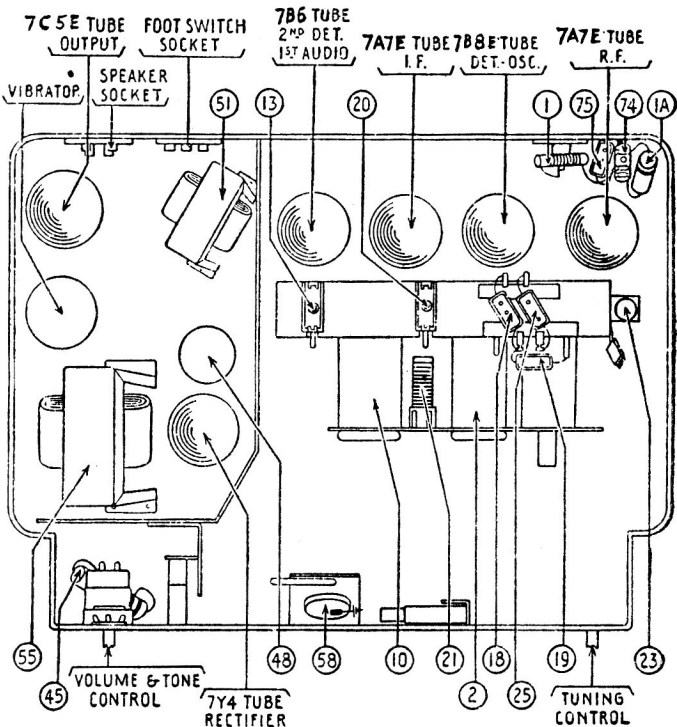 7C5E TUBE
OUTPUT
FOOT SWITCH
SOCKET
7B6 TUBE
2ND DET.
1ST AUDIO
7A7E TUBE
I.F.
7B8E TUBE
DET.-OSC.
7A7E TUBE
R.F.
VIBRATOR
SPEAKER
SOCKET
51
13
20
1
75
74
1A
55
45
VOLUME & TONE
CONTROL
7Y4 TUBE
RECTIFIER
48
58
10
21
2
18
25
19
TUNING
CONTROL
23